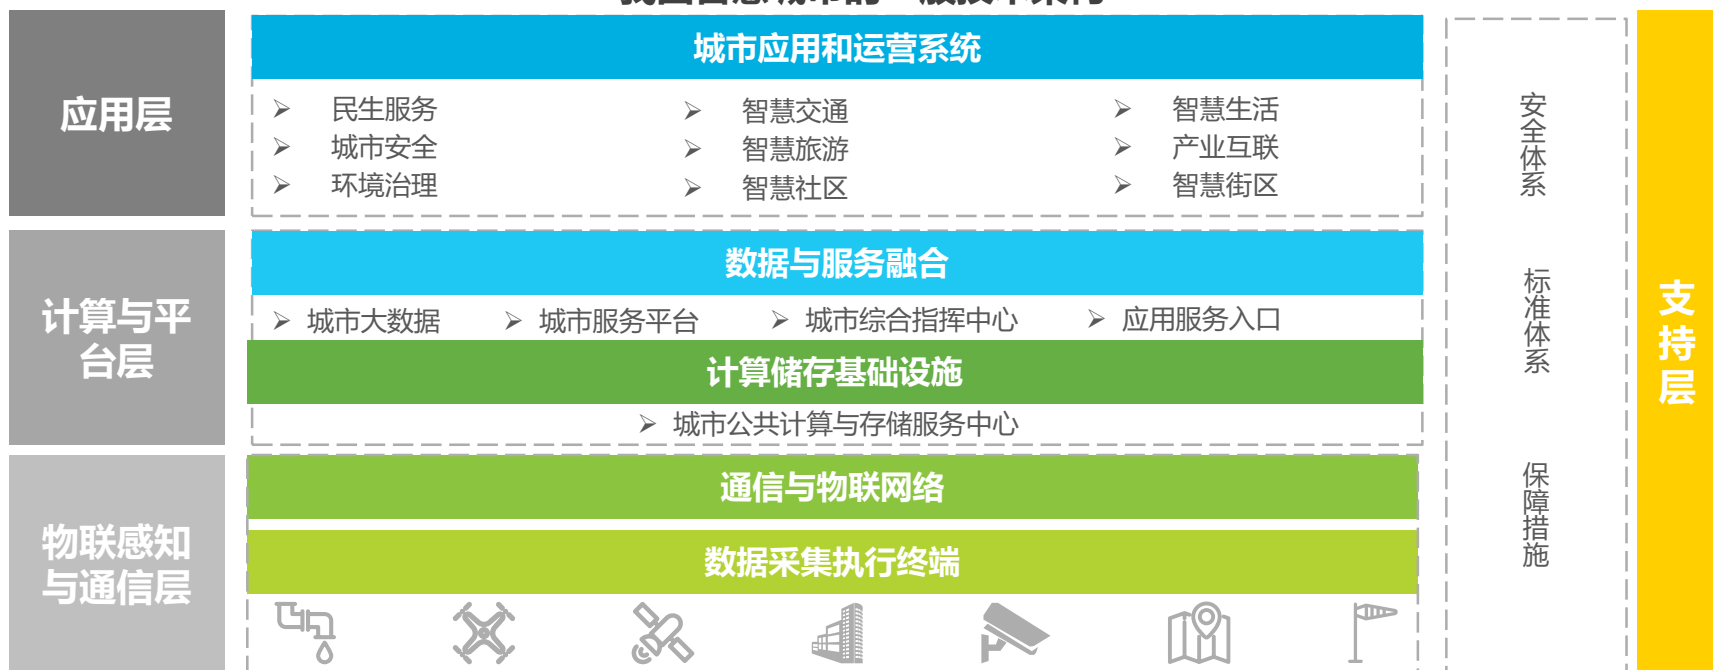 应用层
城市应用和运营系统
民生服务
智慧交通
智慧生活
城市安全
智慧旅游
产业互联
环境治理
智慧社区
智慧街区
计算与平
台层
数据与服务融合
城市大数据
城市服务平台
城市综合指挥中心
应用服务入口
计算储存基础设施
城市公共计算与存储服务中心
物联感知
与通信层
通信与物联网络
数据采集执行终端
安全体系
标准体系
保障措施
支持层